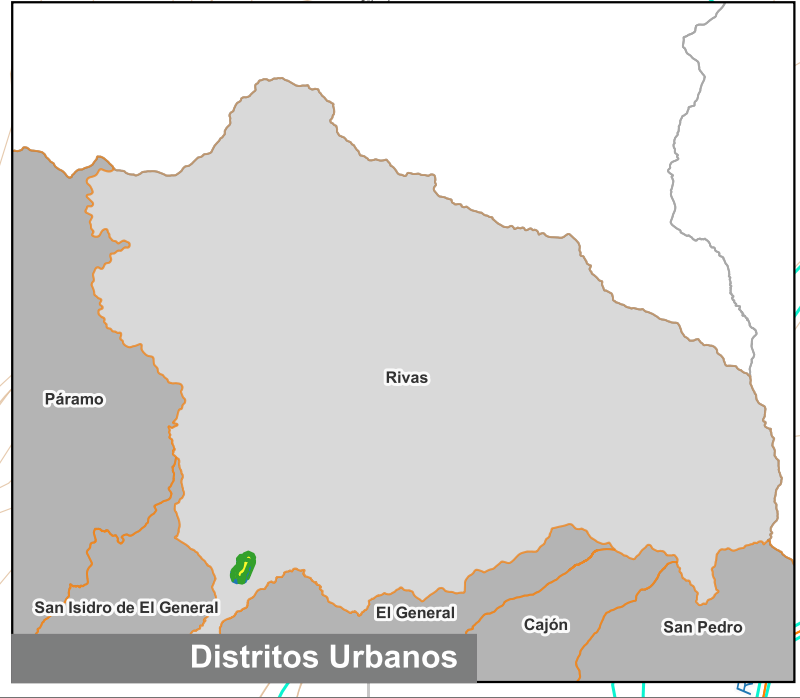 Rivas
Páramo
San Isidro de El General
El General
Cajón
San Pedro
Distritos Urbanos